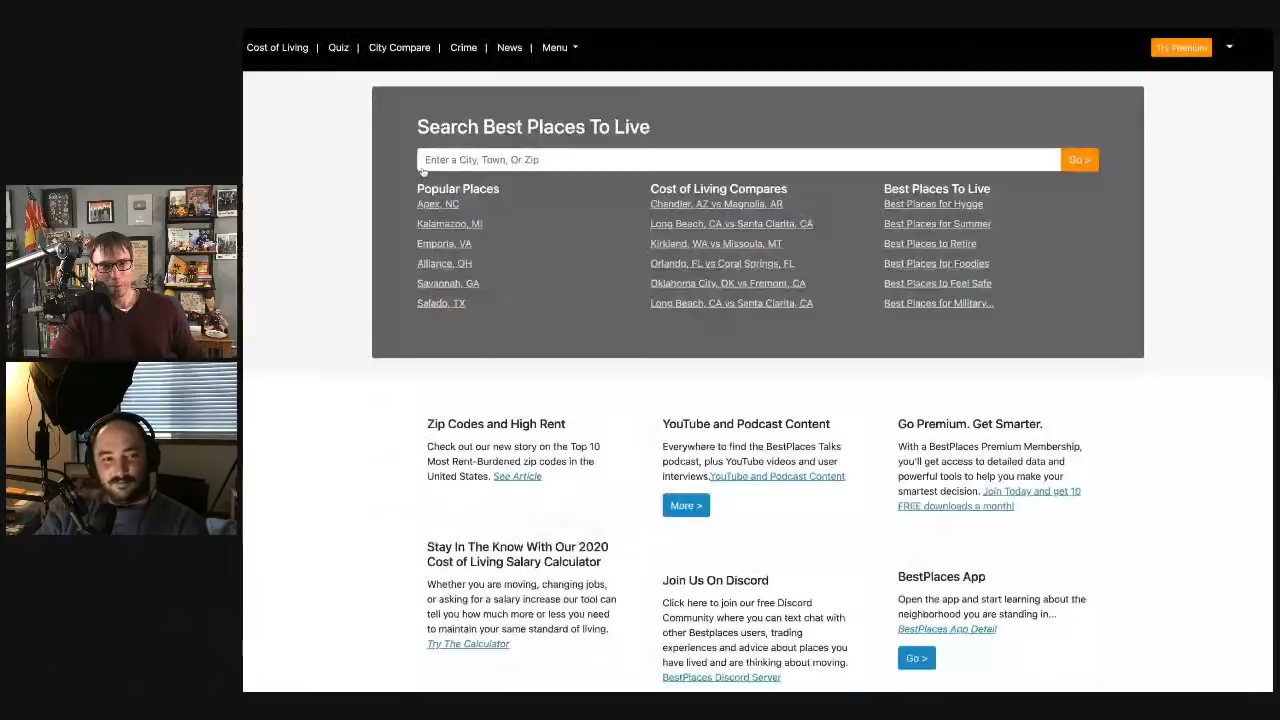 Cost of Living | Quiz | City Compare | Crime | News | Menu
Try Premium
Search Best Places To Live
Enter a City, Town, Or Zip
Go >
Popular Places
Apex, NC
Kalamazoo, MI
Emporia, VA
Alliance, OH
Savannah, GA
Salado, TX
Cost of Living Compares
Chandler, AZ vs Magnolia, AR
Long Beach, CA vs Santa Clarita, CA
Kirkland, WA vs Missoula, MT
Orlando, FL vs Coral Springs, FL
Oklahoma City, OK vs Fremont, CA
Long Beach, CA vs Santa Clarita, CA
Best Places To Live
Best Places for Hygge
Best Places for Summer
Best Places to Retire
Best Places for Foodies
Best Places to Feel Safe
Best Places for Military...
Zip Codes and High Rent
Check out our new story on the Top 10
Most Rent-Burdened zip codes in the
United States. See Article
Stay In The Know With Our 2020
Cost of Living Salary Calculator
Whether you are moving, changing jobs,
or asking for a salary increase our tool can
tell you how much more or less you need
to maintain your same standard of living.
Try The Calculator
YouTube and Podcast Content
Everywhere to find the BestPlaces Talks
podcast, plus YouTube videos and user
interviews.YouTube and Podcast Content
More >
Join Us On Discord
Click here to join our free Discord
Community where you can text chat with
other Bestplaces users, trading
experiences and advice about places you
have lived and are thinking about moving.
BestPlaces Discord Server
Go Premium. Get Smarter.
With a BestPlaces Premium Membership,
you'll get access to detailed data and
powerful tools to help you make your
smartest decision. Join Today and get 10
FREE downloads a month!
BestPlaces App
Open the app and start learning about the
neighborhood you are standing in...
BestPlaces App Detail
Go >